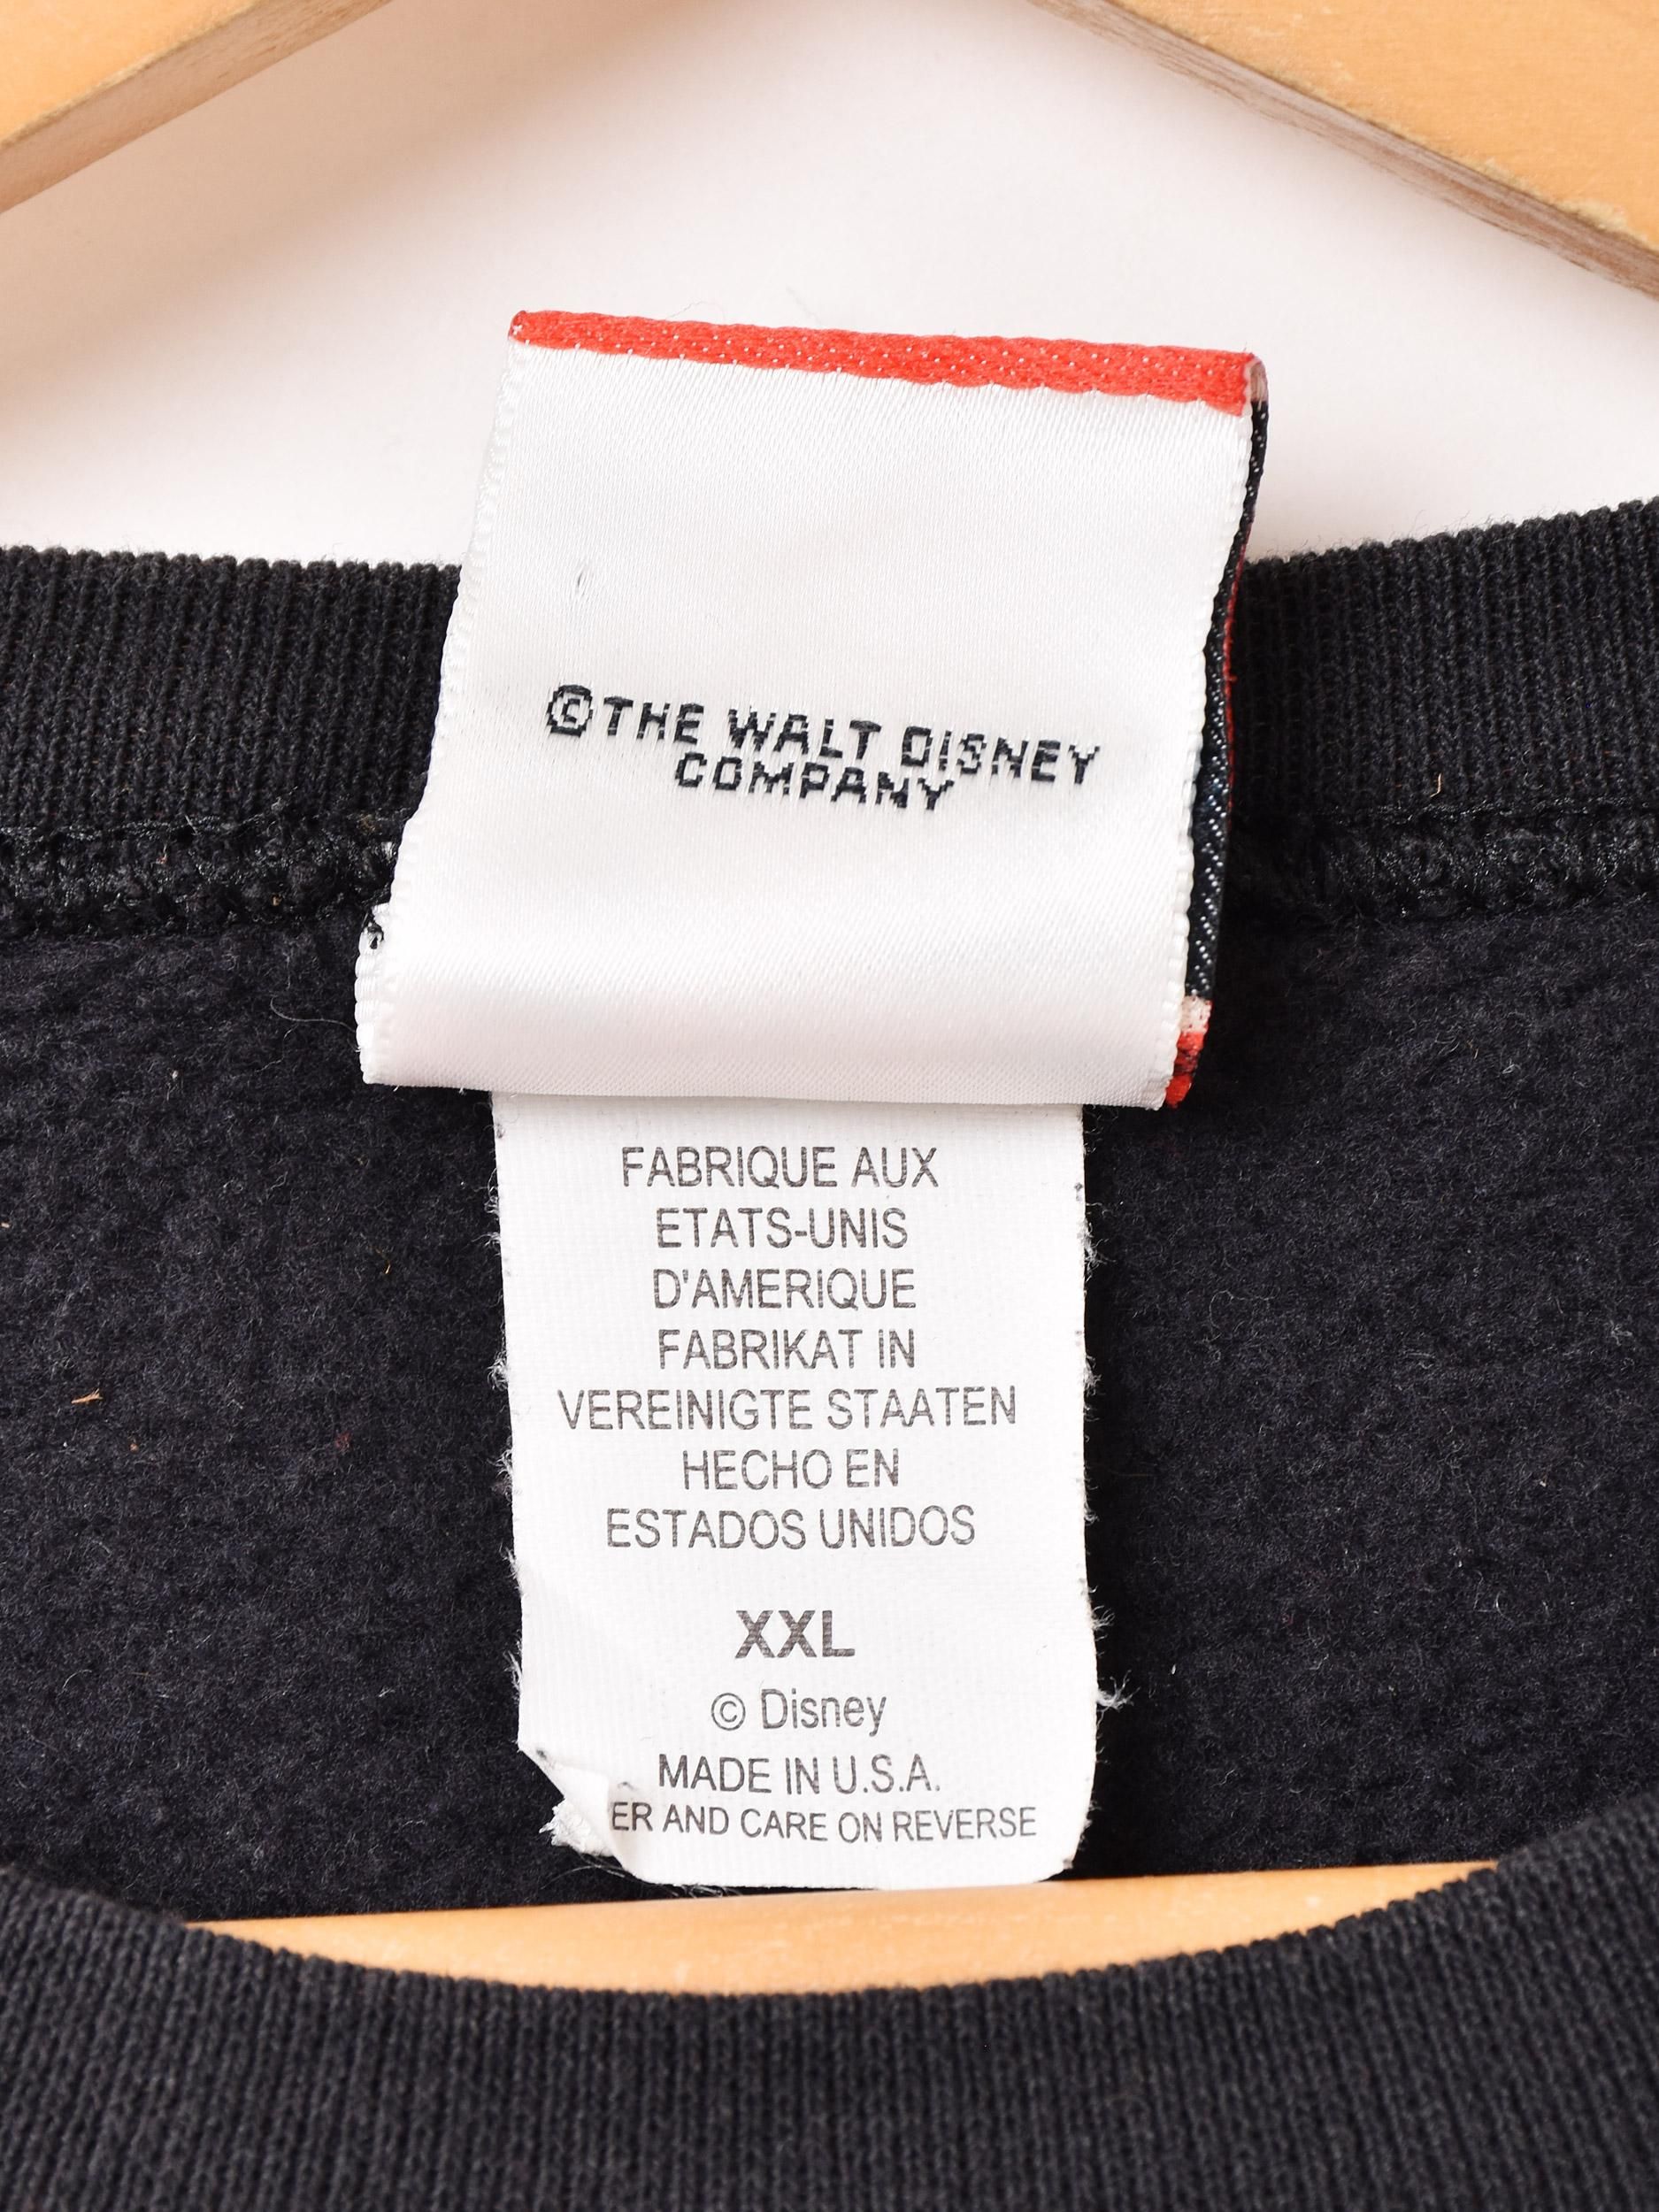 ©THE WALT DISNEY
COMPANY
FABRIQUE AUX
ETATS-UNIS
D'AMERIQUE
FABRIKAT IN
VEREINIGTE STAATEN
HECHO EN
ESTADOS UNIDOS
XXL
© Disney
MADE IN U.S.A.
ER AND CARE ON REVERSE